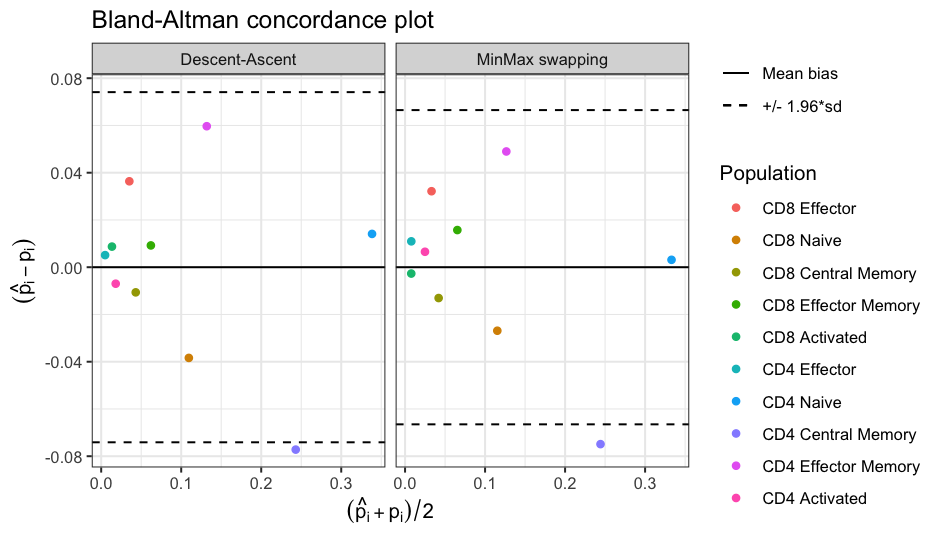 Bland-Altman concordance plot
Descent-Ascent
MinMax swapping
0.08
0.04
0.00
-0.04
-0.08
(p̂i − pi)
0.0 0.1 0.2 0.3
0.0 0.1 0.2 0.3
(p̂i + pi)/2
Mean bias
+/- 1.96*sd
Population
CD8 Effector
CD8 Naive
CD8 Central Memory
CD8 Effector Memory
CD8 Activated
CD4 Effector
CD4 Naive
CD4 Central Memory
CD4 Effector Memory
CD4 Activated